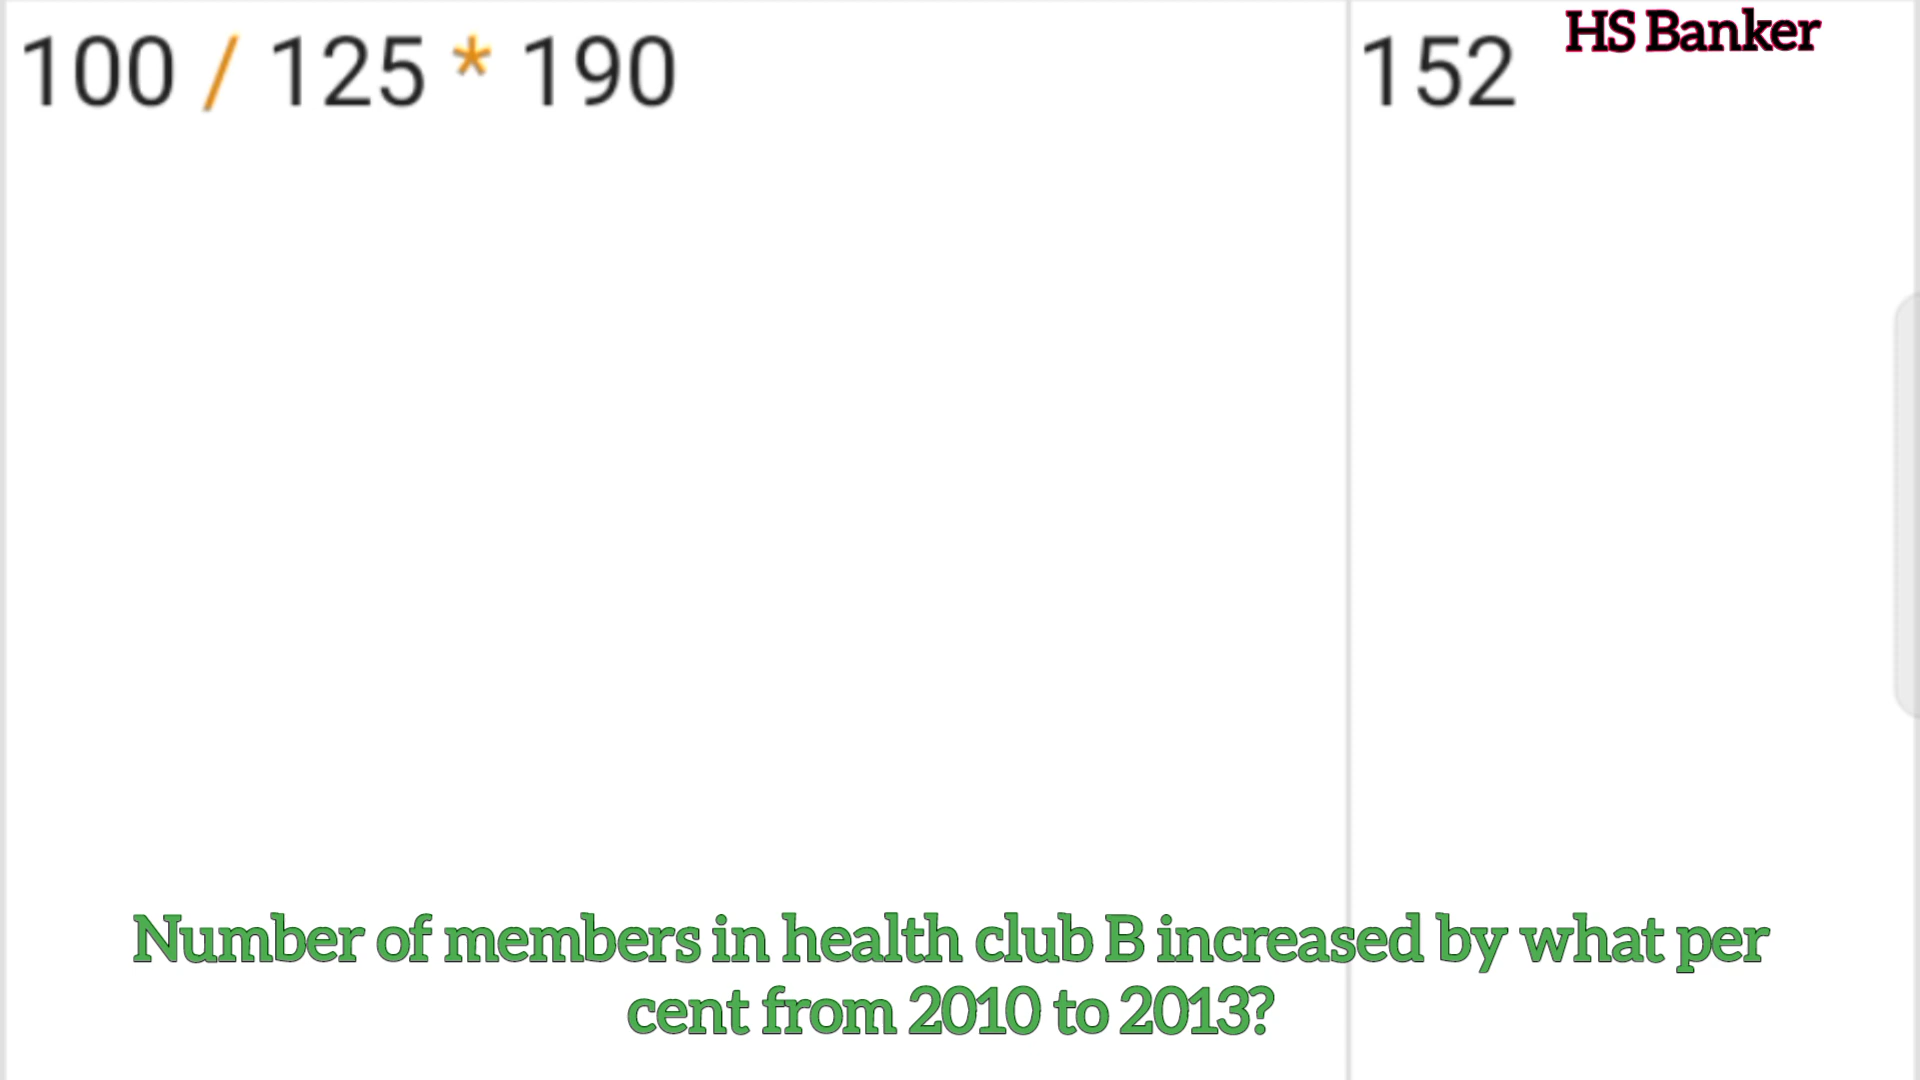 100 / 125 * 190
152
HS Banker
Number of members in health club B increased by what per
cent from 2010 to 2013?